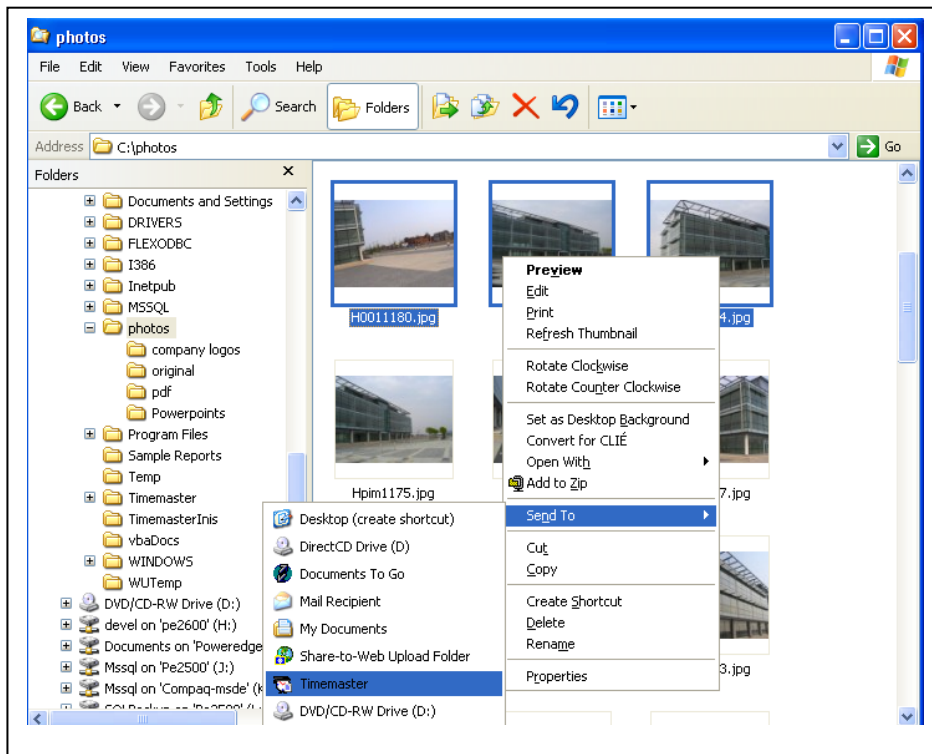 photos
File Edit View Favorites Tools Help
Back Search Folders
Address C:\photos Go
Folders
Documents and Settings
DRIVERS
FLEXODBC
I386
Inetpub
MSSQL
photos
company logos
original
pdf
Powerpoints
Program Files
Sample Reports
Temp
Timemaster
TimemasterInis
vbaDocs
WINDOWS
WUTemp
DVD/CD-RW Drive (D:)
devel on 'pe2600' (H:)
Documents on 'Poweredge
Mssql on 'Pe2500' (J:)
Mssql on 'Compaq-msde' (K
H0011180.jpg
4.jpg
Hpim1175.jpg
7.jpg
3.jpg
Preview
Edit
Print
Refresh Thumbnail
Rotate Clockwise
Rotate Counter Clockwise
Set as Desktop Background
Convert for CLIÉ
Open With
Add to Zip
Send To
Cut
Copy
Create Shortcut
Delete
Rename
Properties
Desktop (create shortcut)
DirectCD Drive (D)
Documents To Go
Mail Recipient
My Documents
Share-to-Web Upload Folder
Timemaster
DVD/CD-RW Drive (D:)